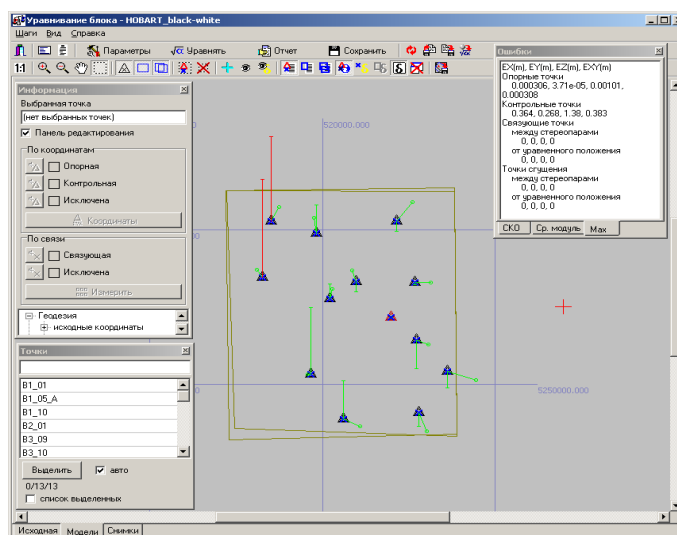 Уравнивание блока - HOBART_black-white
Шаги Вид Справка
Параметры Уравнять Отчет Сохранить
1:1
Информация
Выбранная точка
(нет выбранных точек)
Панель редактирования
По координатам
Опорная
Контрольная
Исключена
Координаты
По связи
Связующая
Исключена
Измерить
Геодезия
исходные координаты
Точки
B1_01
B1_05_A
B1_10
B2_01
B3_09
B3_10
Выделить авто
0/13/13
список выделенных
520000.000
5250000.000
Ошибки
EX(m), EY(m), EZ(m), EXY(m)
Опорные точки
0.000306, 3.71e-05, 0.00101,
0.000308
Контрольные точки
0.364, 0.268, 1.38, 0.383
Связующие точки
между стереопарами
0, 0, 0, 0
от уравненного положения
0, 0, 0, 0
Точки сгущения
между стереопарами
0, 0, 0, 0
от уравненного положения
0, 0, 0, 0
СКО Ср. модуль Max
Исходная Модели Снимки